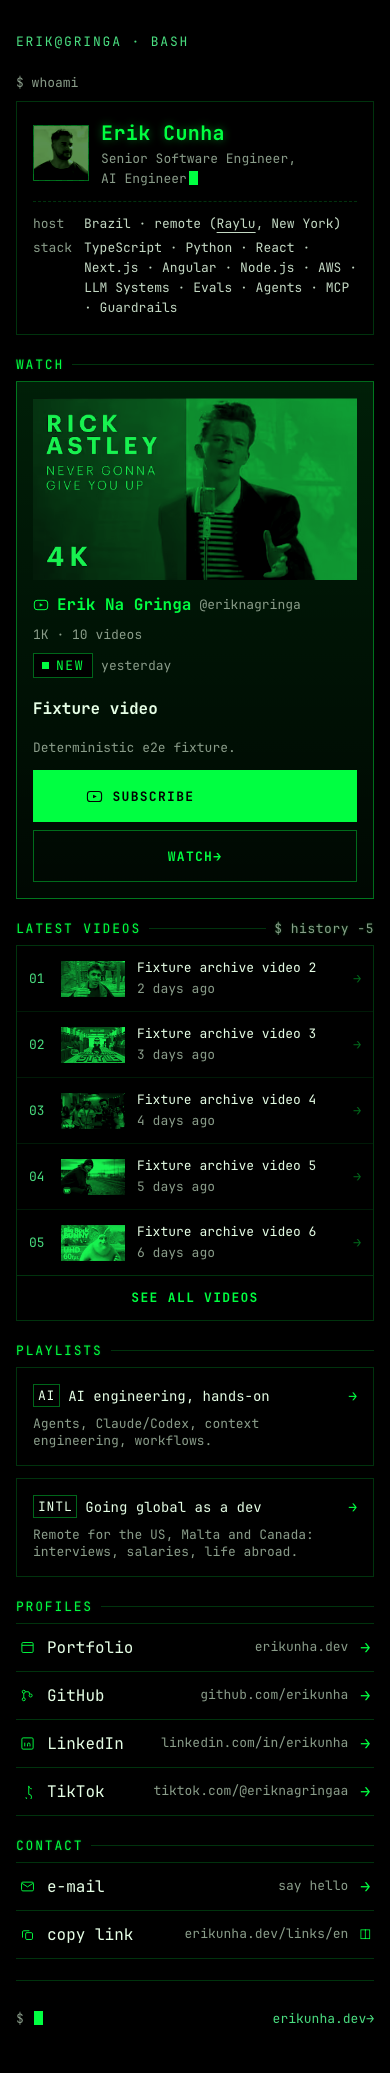 ERIK@GRINGA · BASH
$ whoami
Erik Cunha
Senior Software Engineer,
AI Engineer
host Brazil · remote (Raylu, New York)
stack TypeScript · Python · React ·
Next.js · Angular · Node.js · AWS ·
LLM Systems · Evals · Agents · MCP
· Guardrails
WATCH
RICK
ASTLEY
NEVER GONNA
GIVE YOU UP
4K
Erik Na Gringa @eriknagringa
1K · 10 videos
NEW yesterday
Fixture video
Deterministic e2e fixture.
SUBSCRIBE
WATCH→
LATEST VIDEOS $ history -5
01 Fixture archive video 2 →
2 days ago
02 Fixture archive video 3 →
3 days ago
03 Fixture archive video 4 →
4 days ago
04 Fixture archive video 5 →
5 days ago
05 Fixture archive video 6 →
6 days ago
SEE ALL VIDEOS
PLAYLISTS
AI AI engineering, hands-on →
Agents, Claude/Codex, context
engineering, workflows.
INTL Going global as a dev →
Remote for the US, Malta and Canada:
interviews, salaries, life abroad.
PROFILES
Portfolio erikunha.dev →
GitHub github.com/erikunha →
LinkedIn linkedin.com/in/erikunha →
TikTok tiktok.com/@eriknagringaa →
CONTACT
e-mail say hello →
copy link erikunha.dev/links/en
$ erikunha.dev→